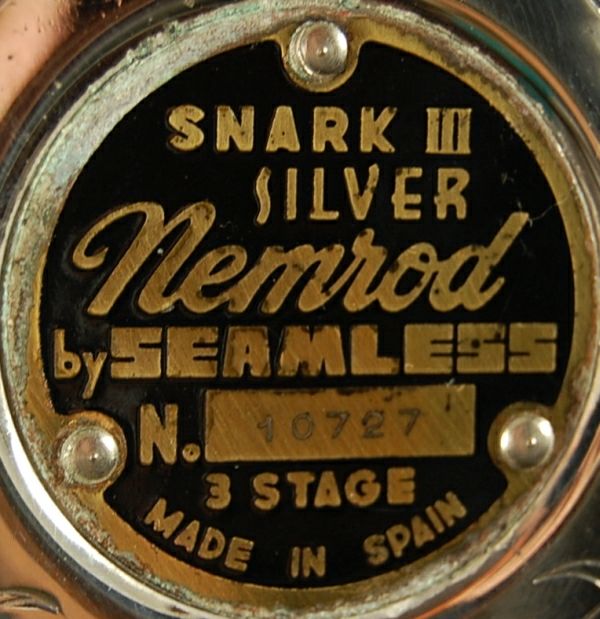 SNARK III
SILVER
Nemrod
by SEAMLESS
N. 10727
3 STAGE
MADE IN SPAIN